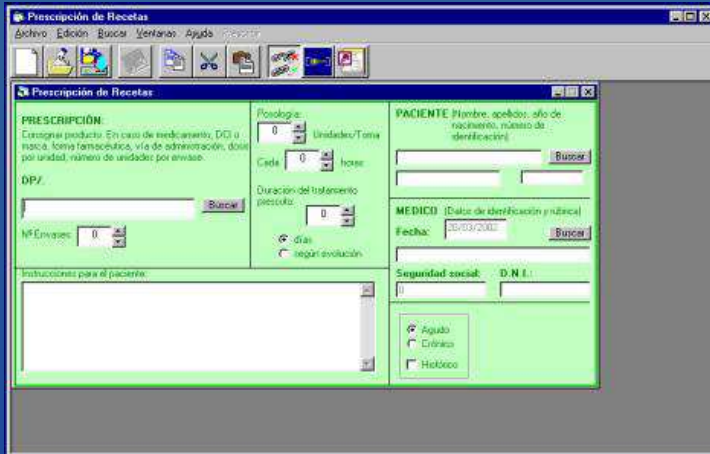 Prescripción de Recetas
Archivo Edición Buscar Ventanas Ayuda
Prescripción de Recetas
PRESCRIPCIÓN:
Consignar producto. En caso de medicamento, DCI o
marca, forma farmacéutica, vía de administración, dosis
por unidad, número de unidades por envase.
DP/.
Buscar
Nº Envases: 0
Posología:
0 Unidades/Toma
Cada 0 horas
Duración del tratamiento
prescrito:
0
días
según evolución
PACIENTE (Nombre, apellidos, año de
nacimiento, número de
identificación)
Buscar
MEDICO (Datos de identificación y rúbrica)
Fecha: 20/03/2002 Buscar
Seguridad social: D.N.I.:
0
Instrucciones para el paciente:
Agudo
Crónico
Histórico